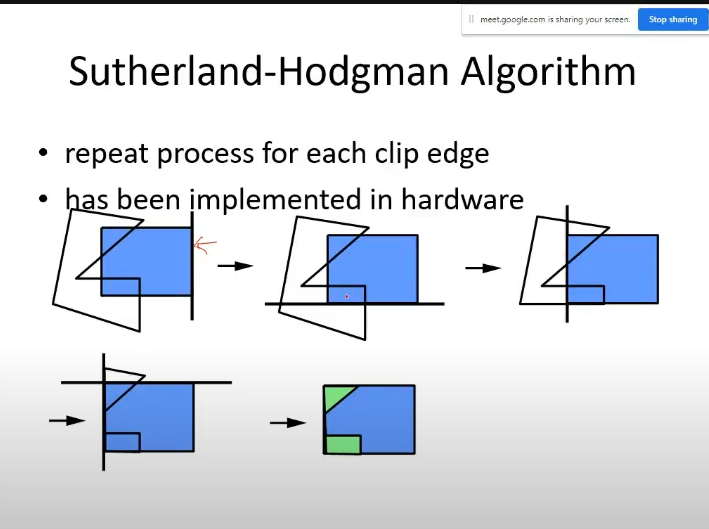 meet.google.com is sharing your screen.
Stop sharing
Sutherland-Hodgman Algorithm
• repeat process for each clip edge
• has been implemented in hardware